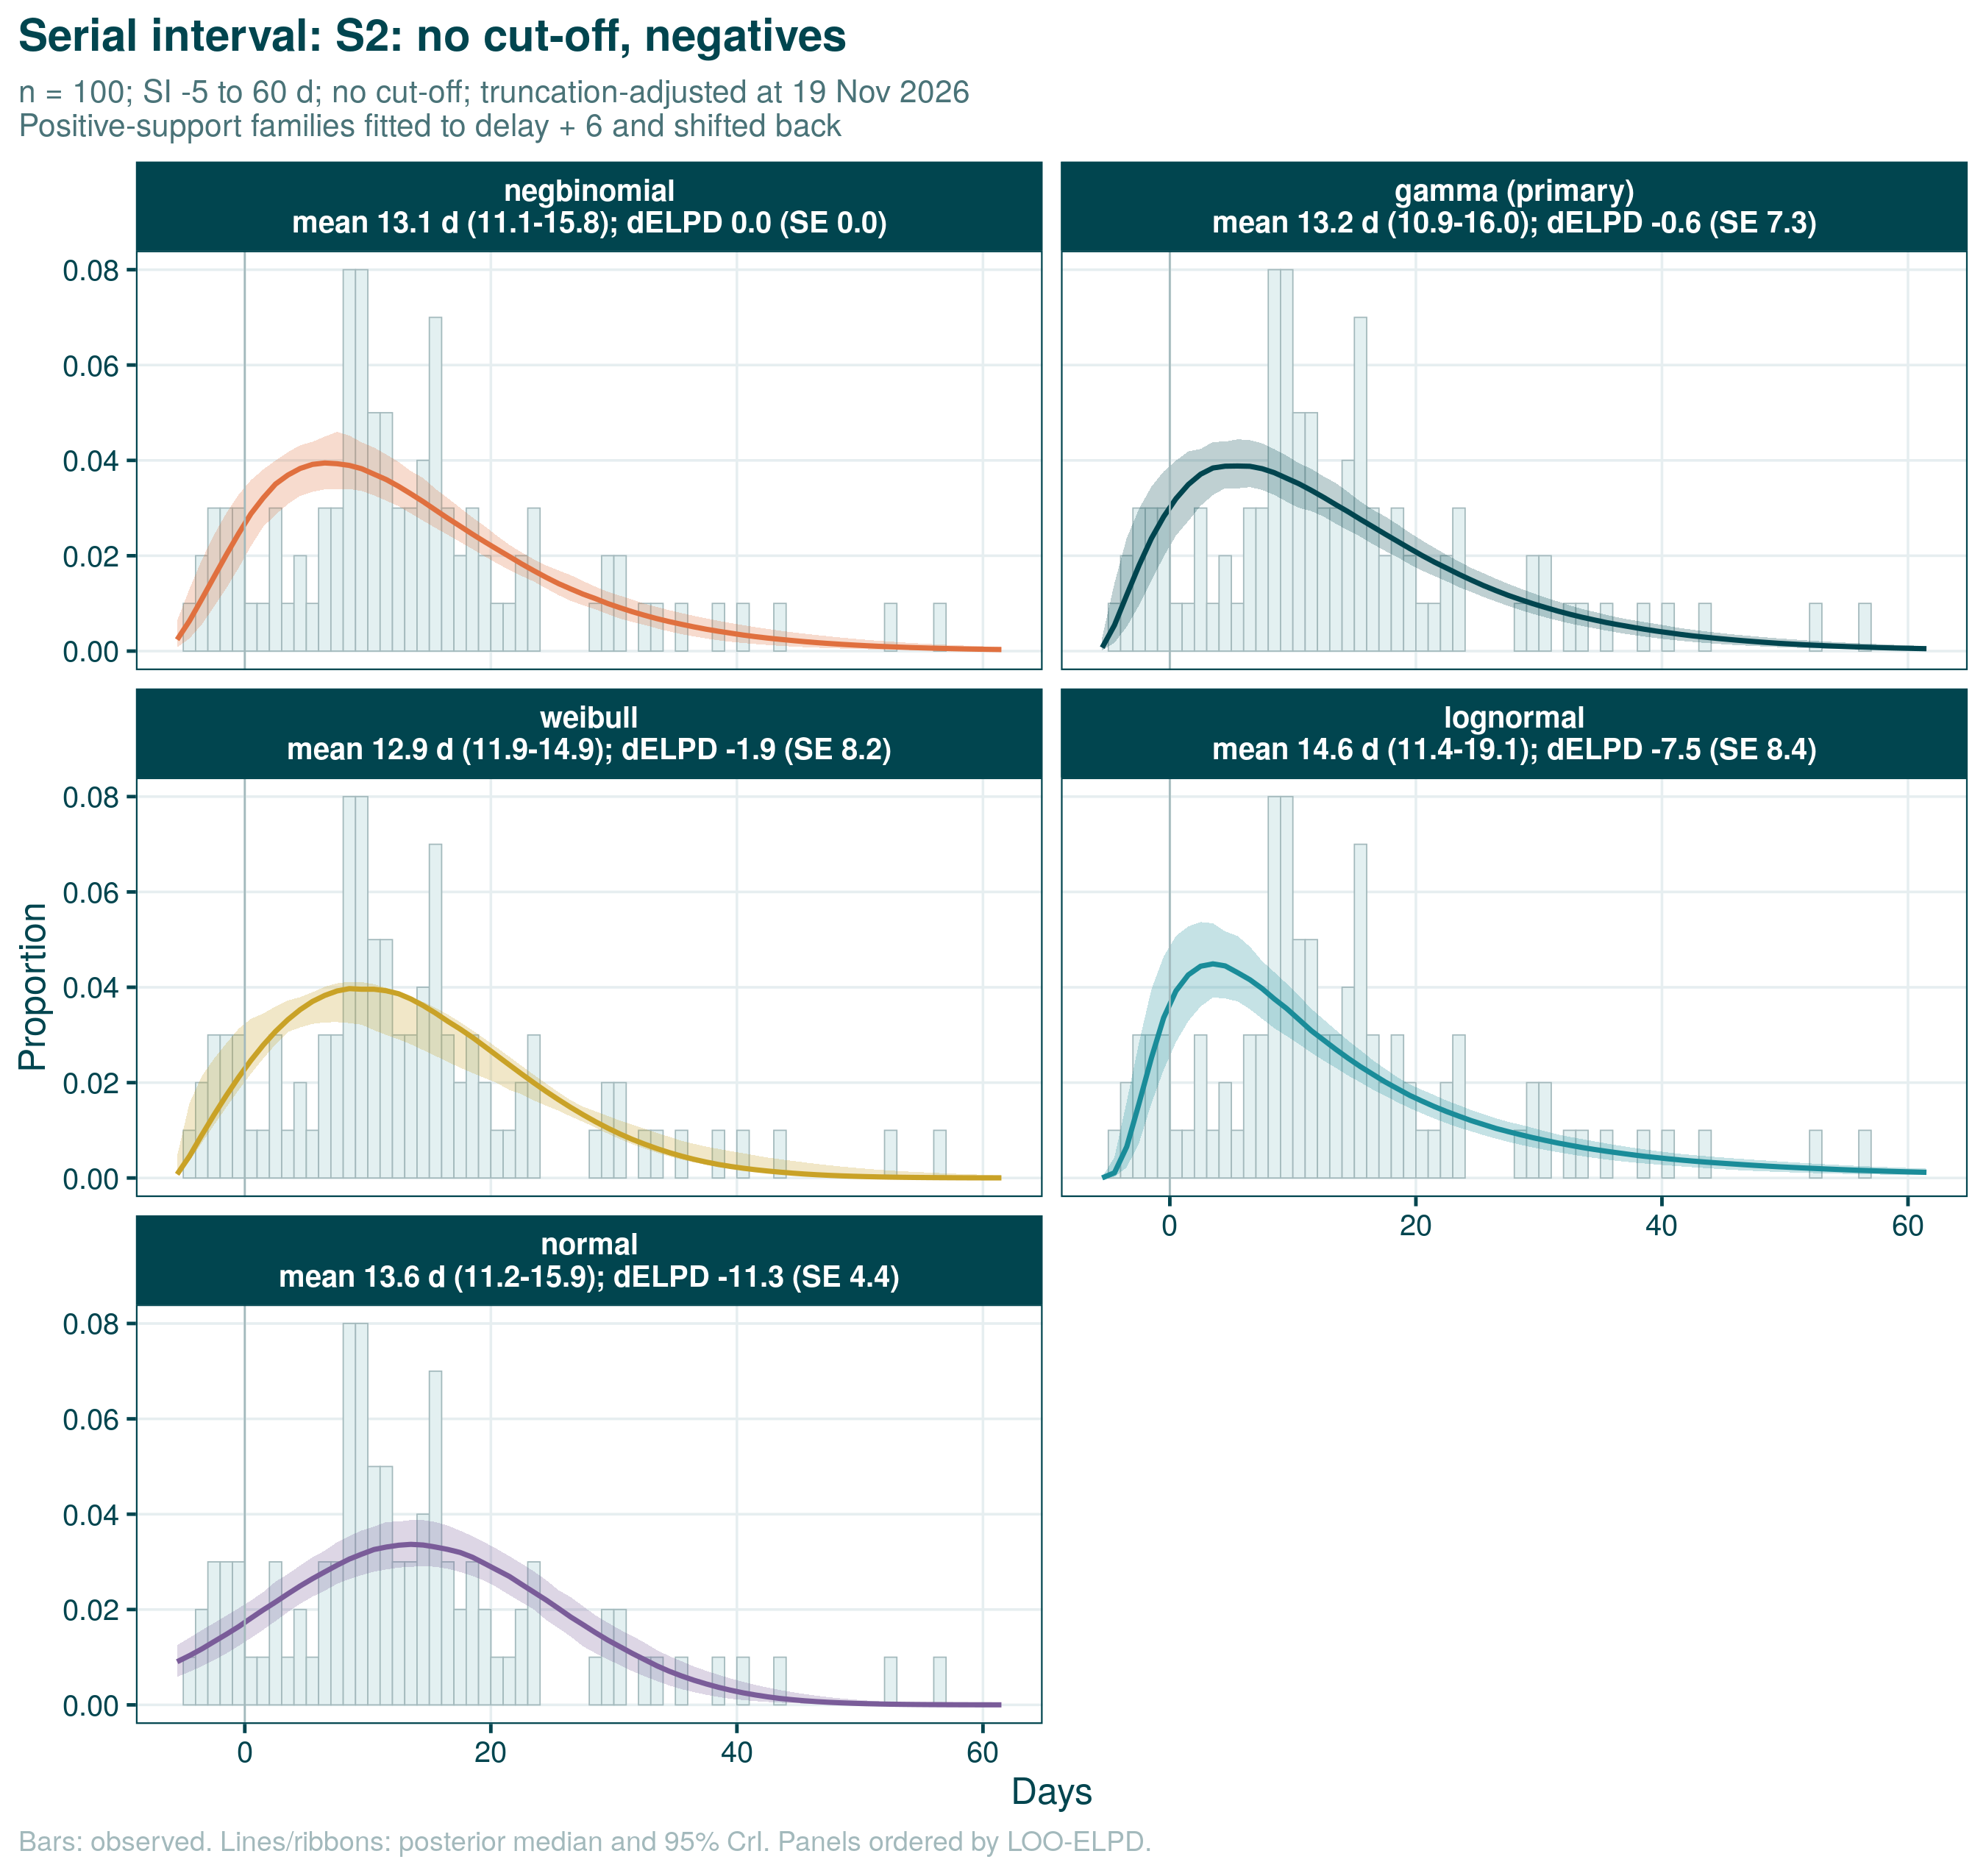 Serial interval: S2: no cut-off, negatives
n = 100; SI -5 to 60 d; no cut-off; truncation-adjusted at 19 Nov 2026
Positive-support families fitted to delay + 6 and shifted back
negbinomial
mean 13.1 d (11.1-15.8); dELPD 0.0 (SE 0.0)
gamma (primary)
mean 13.2 d (10.9-16.0); dELPD -0.6 (SE 7.3)
0.08
0.06
0.04
0.02
0.00
weibull
mean 12.9 d (11.9-14.9); dELPD -1.9 (SE 8.2)
lognormal
mean 14.6 d (11.4-19.1); dELPD -7.5 (SE 8.4)
0.08
0.06
0.04
0.02
0.00
0 20 40 60
Proportion
normal
mean 13.6 d (11.2-15.9); dELPD -11.3 (SE 4.4)
0.08
0.06
0.04
0.02
0.00
0 20 40 60
Days
Bars: observed. Lines/ribbons: posterior median and 95% CrI. Panels ordered by LOO-ELPD.